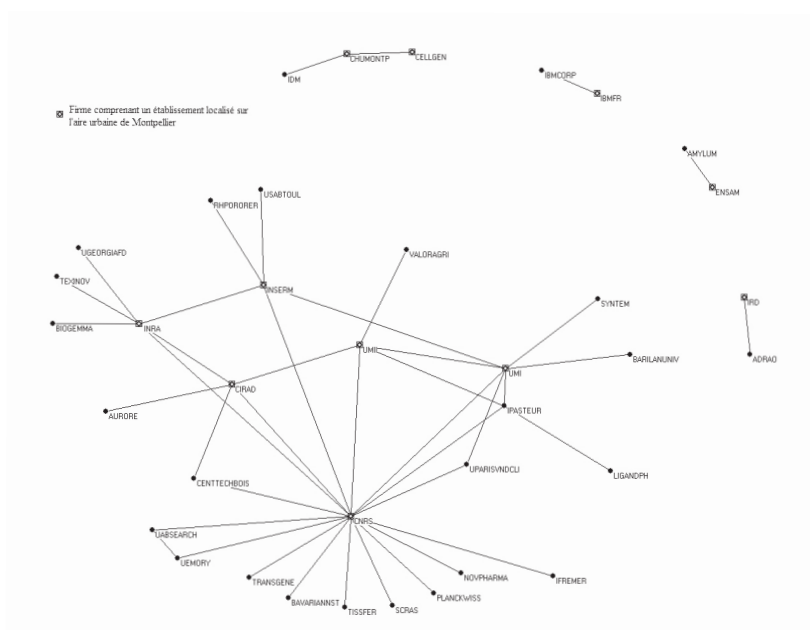 CHUMONTP
CELLGEN
IDM
IBMCORP
IBMFR
Firme comprenant un établissement localisé sur
l'aire urbaine de Montpellier
AMYLUM
ENSAM
USABTOUL
RHPORORER
UGEORGIAFD
VALORAGRI
TEXINOV
INSERM
SYNTEM
IRD
BIOGEMMA
INRA
UMII
BARILANUNIV
ADRAO
UMI
CIRAD
AURORE
IPASTEUR
UPARISVNDCLI
LIGANDPH
CENTTECHBOIS
CNRS
UABSEARCH
UEMORY
TRANSGENE
NOVPHARMA
IFREMER
BAVARIANNST
PLANCKWISS
TISSFER
SCRAS